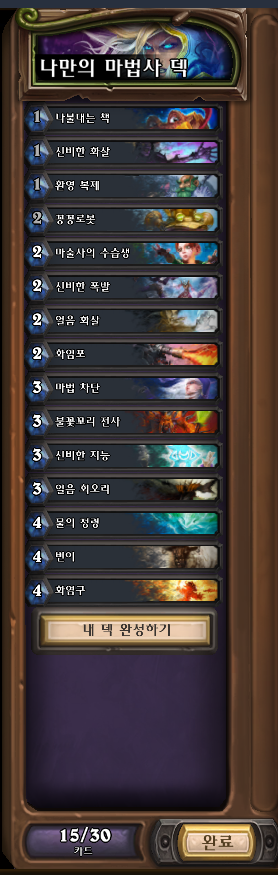 나만의 마법사 덱
1 나불대는 책
1 신비한 화살
1 환영 복제
2 꽁꽁로봇
2 마술사의 수습생
2 신비한 폭발
2 얼음 화살
2 화염포
3 마법 차단
3 불꽃꼬리 전사
3 신비한 지능
3 얼음 회오리
4 물의 정령
4 변이
4 화염구
내 덱 완성하기
15/30
카드
완료